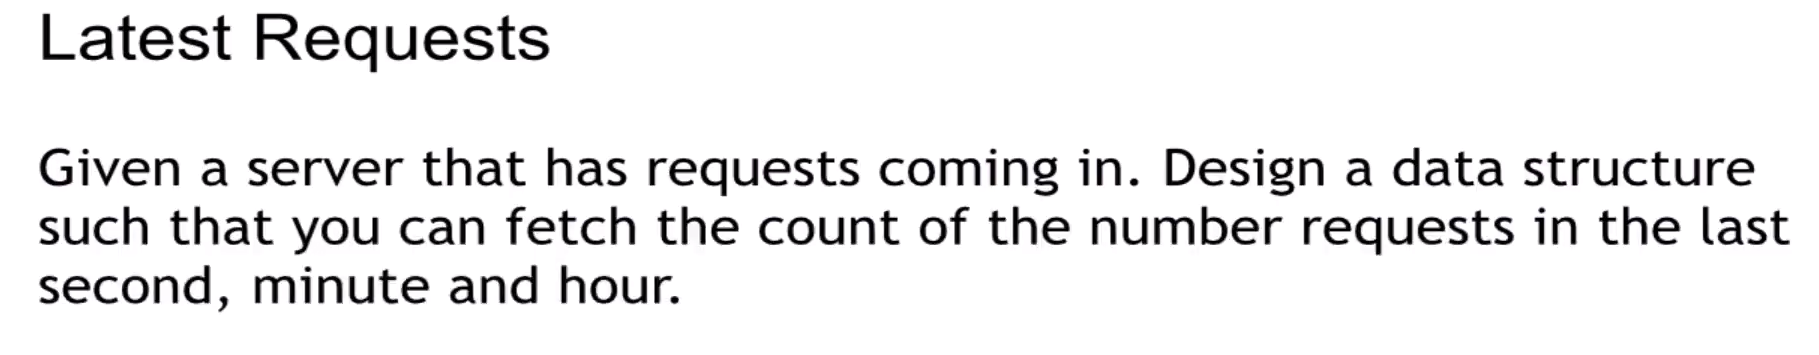 Latest Requests
Given a server that has requests coming in. Design a data structure
such that you can fetch the count of the number requests in the last
second, minute and hour.